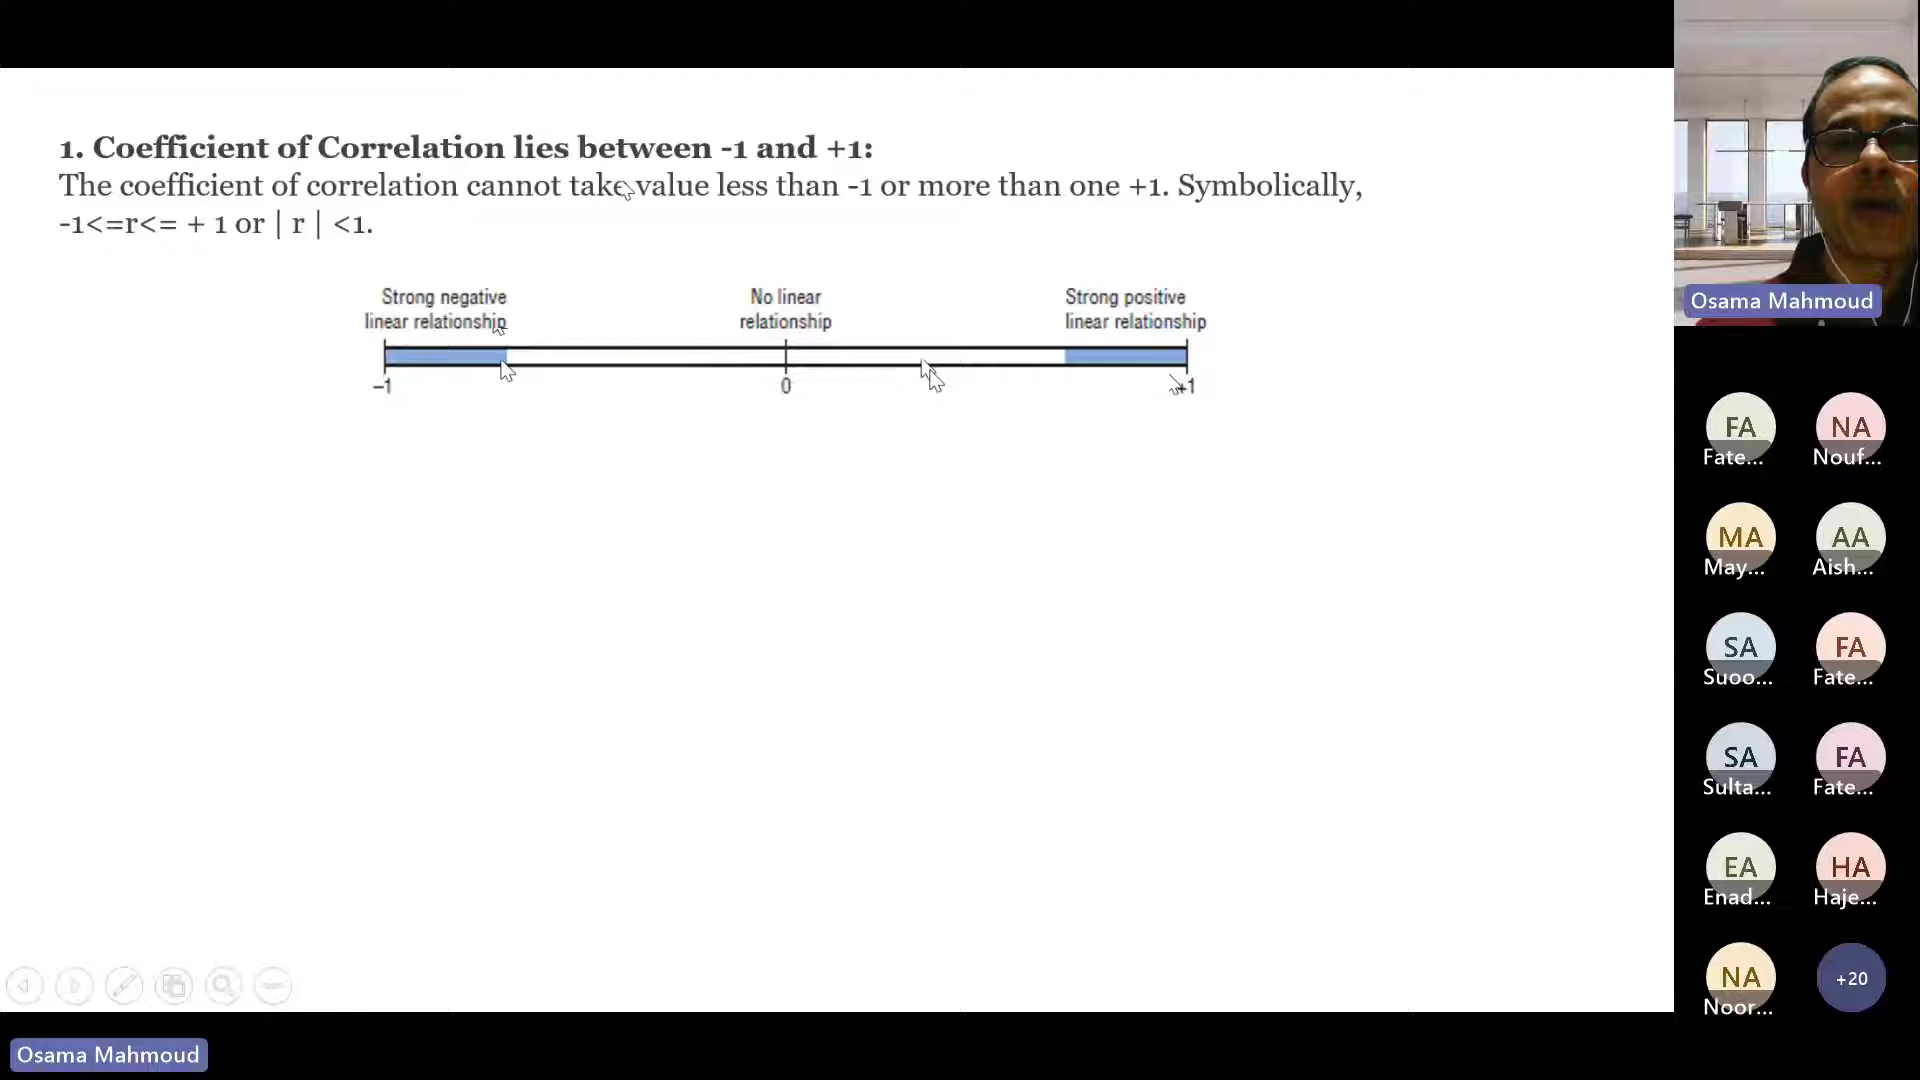 1. Coefficient of Correlation lies between -1 and +1:
The coefficient of correlation cannot take value less than -1 or more than one +1. Symbolically,
-1<=r<= + 1 or | r | <1.
Strong negative
linear relationship
No linear
relationship
Strong positive
linear relationship
–1
0
+1
Osama Mahmoud
FA
Fate...
NA
Nouf...
MA
May...
AA
Aish...
SA
Suoo...
FA
Fate...
SA
Sulta...
FA
Fate...
EA
Enad...
HA
Haje...
NA
Noor...
+20
Osama Mahmoud